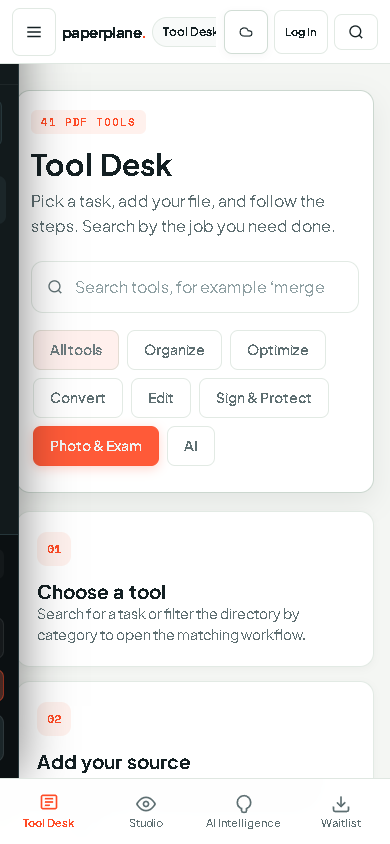 paperplane.
Tool Desk
Log In
41 PDF TOOLS
Tool Desk
Pick a task, add your file, and follow the
steps. Search by the job you need done.
Search tools, for example ‘merge
All tools
Organize
Optimize
Convert
Edit
Sign & Protect
Photo & Exam
AI
01
Choose a tool
Search for a task or filter the directory by
category to open the matching workflow.
02
Add your source
Tool Desk
Studio
AI Intelligence
Waitlist